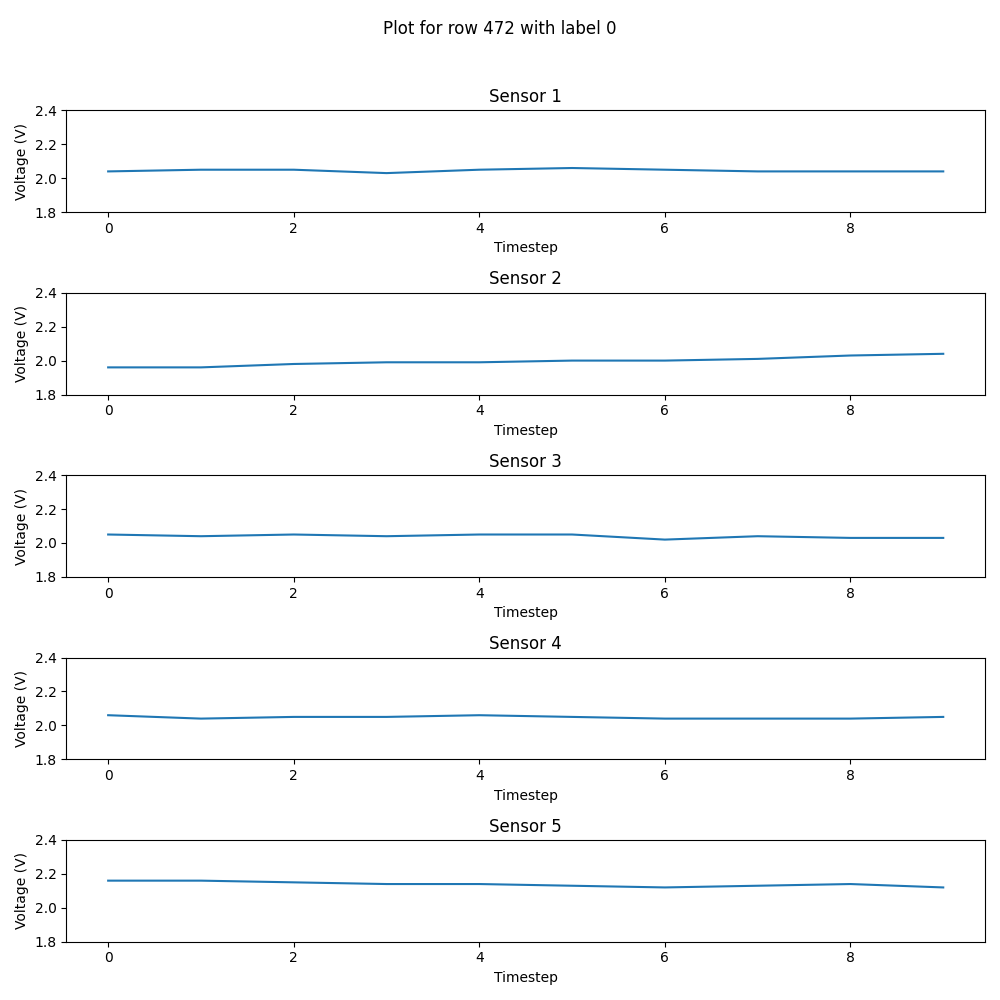 Plot for row 472 with label 0
Sensor 1
Voltage (V)
2.4
2.2
2.0
1.8
0 2 4 6 8
Timestep
Sensor 2
Voltage (V)
2.4
2.2
2.0
1.8
0 2 4 6 8
Timestep
Sensor 3
Voltage (V)
2.4
2.2
2.0
1.8
0 2 4 6 8
Timestep
Sensor 4
Voltage (V)
2.4
2.2
2.0
1.8
0 2 4 6 8
Timestep
Sensor 5
Voltage (V)
2.4
2.2
2.0
1.8
0 2 4 6 8
Timestep